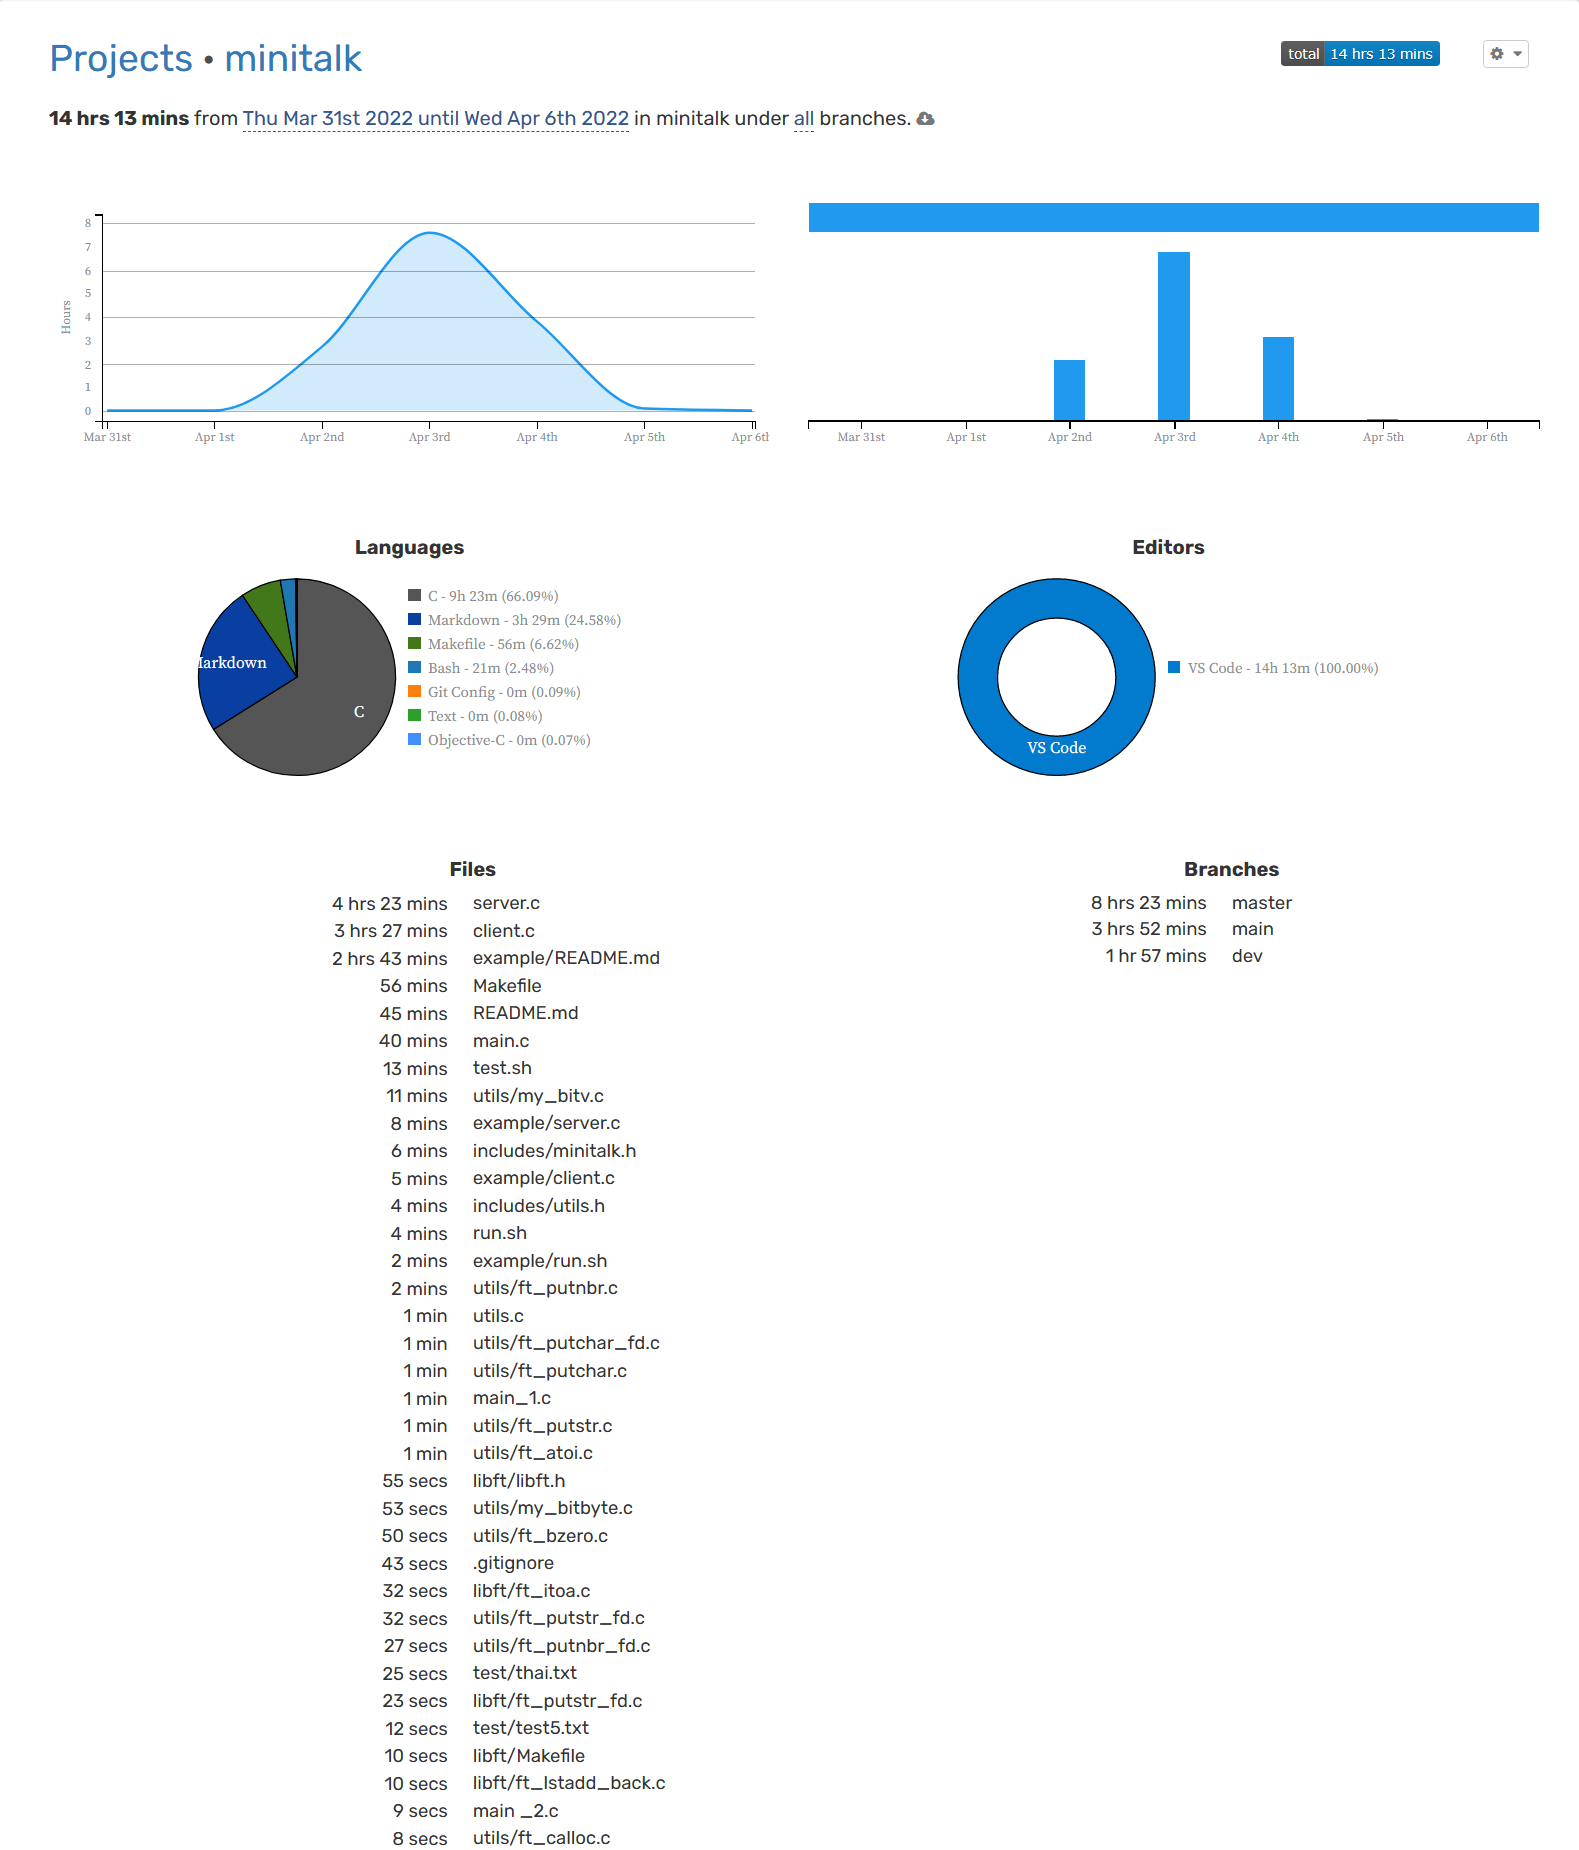 Projects • minitalk
total 14 hrs 13 mins
14 hrs 13 mins from Thu Mar 31st 2022 until Wed Apr 6th 2022 in minitalk under all branches.
Hours
8
7
6
5
4
3
2
1
0
Mar 31st Apr 1st Apr 2nd Apr 3rd Apr 4th Apr 5th Apr 6tl
Mar 31st Apr 1st Apr 2nd Apr 3rd Apr 4th Apr 5th Apr 6th
Languages
Markdown
C
C - 9h 23m (66.09%)
Markdown - 3h 29m (24.58%)
Makefile - 56m (6.62%)
Bash - 21m (2.48%)
Git Config - 0m (0.09%)
Text - 0m (0.08%)
Objective-C - 0m (0.07%)
Editors
VS Code
VS Code - 14h 13m (100.00%)
Files
4 hrs 23 mins server.c
3 hrs 27 mins client.c
2 hrs 43 mins example/README.md
56 mins Makefile
45 mins README.md
40 mins main.c
13 mins test.sh
11 mins utils/my_bitv.c
8 mins example/server.c
6 mins includes/minitalk.h
5 mins example/client.c
4 mins includes/utils.h
4 mins run.sh
2 mins example/run.sh
2 mins utils/ft_putnbr.c
1 min utils.c
1 min utils/ft_putchar_fd.c
1 min utils/ft_putchar.c
1 min main_1.c
1 min utils/ft_putstr.c
1 min utils/ft_atoi.c
55 secs libft/libft.h
53 secs utils/my_bitbyte.c
50 secs utils/ft_bzero.c
43 secs .gitignore
32 secs libft/ft_itoa.c
32 secs utils/ft_putstr_fd.c
27 secs utils/ft_putnbr_fd.c
25 secs test/thai.txt
23 secs libft/ft_putstr_fd.c
12 secs test/test5.txt
10 secs libft/Makefile
10 secs libft/ft_lstadd_back.c
9 secs main _2.c
8 secs utils/ft_calloc.c
Branches
8 hrs 23 mins master
3 hrs 52 mins main
1 hr 57 mins dev